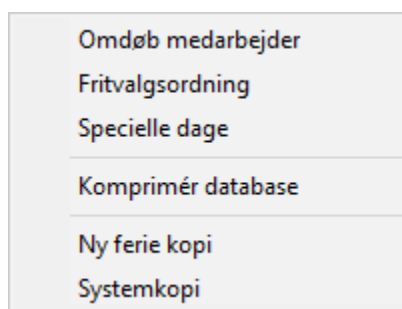 Omdøb medarbejder
Fritvalgsordning
Specielle dage
Komprimér database
Ny ferie kopi
Systemkopi